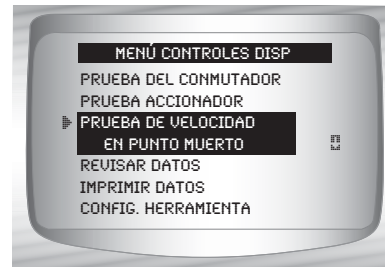 MENÚ CONTROLES DISP
PRUEBA DEL CONMUTADOR
PRUEBA ACCIONADOR
PRUEBA DE VELOCIDAD
EN PUNTO MUERTO
REVISAR DATOS
IMPRIMIR DATOS
CONFIG. HERRAMIENTA